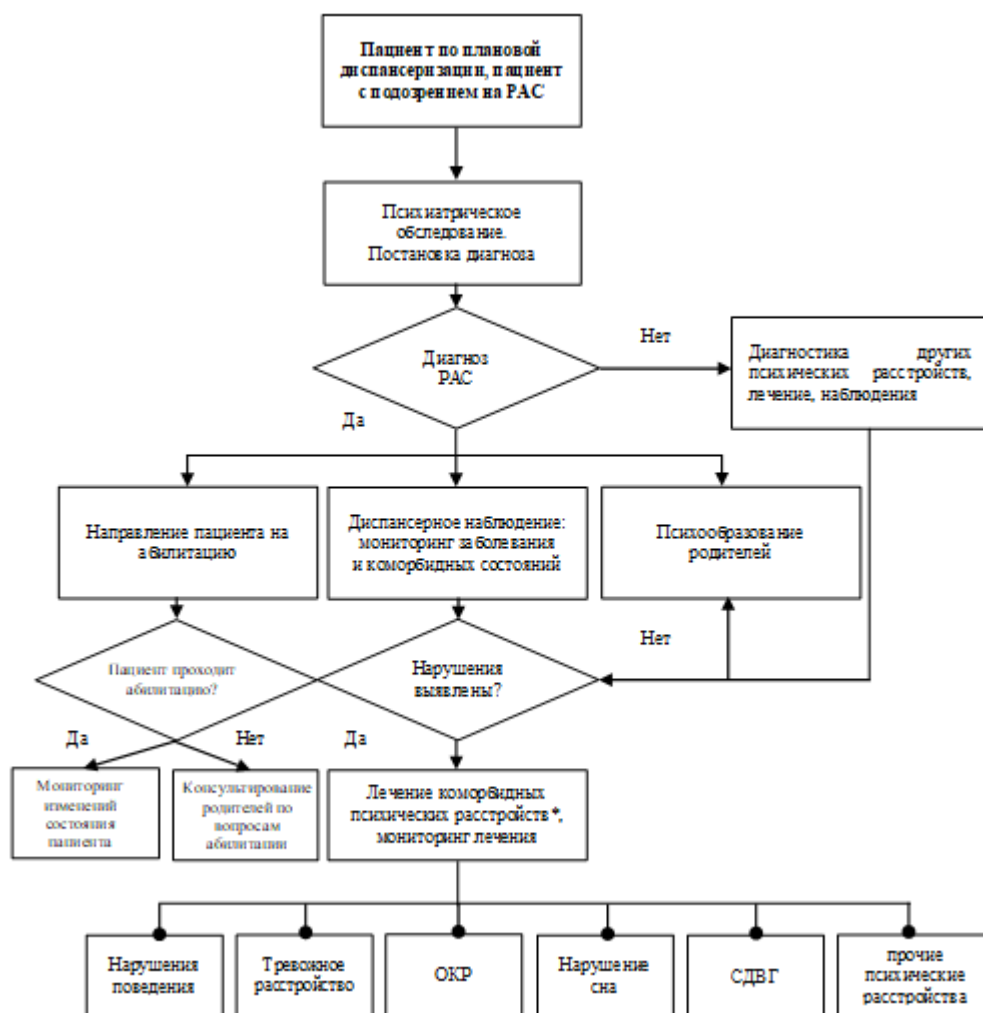 Пациент по плановой
диспансеризации, пациент
с подозрением на РАС
Психиатрическое
обследование.
Постановка диагноза
Диагноз
РАС
Нет
Диагностика других
психических расстройств,
лечение, наблюдения
Да
Направление пациента на
абилитацию
Диспансерное наблюдение:
мониторинг заболевания
и коморбидных состояний
Психообразование
родителей
Пациент проходит
абилитацию?
Нарушения
выявлены?
Нет
Да
Нет
Да
Мониторинг
изменений
состояния
пациента
Консультирование
родителей по
вопросам
абилитации
Лечение коморбидных
психических расстройств*,
мониторинг лечения
Нарушения
поведения
Тревожное
расстройство
ОКР
Нарушение
сна
СДВГ
прочие
психические
расстройства